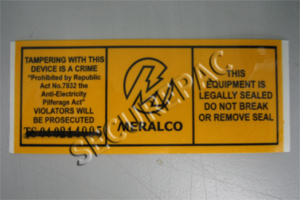 TAMPERING WITH THIS
DEVICE IS A CRIME
"Prohibited by Republic
Act No.7832 the
Anti-Electricity
Pilferage Act"
VIOLATORS WILL
BE PROSECUTED
MERALCO
THIS
EQUIPMENT IS
LEGALLY SEALED
DO NOT BREAK
OR REMOVE SEAL
SECUREPAC